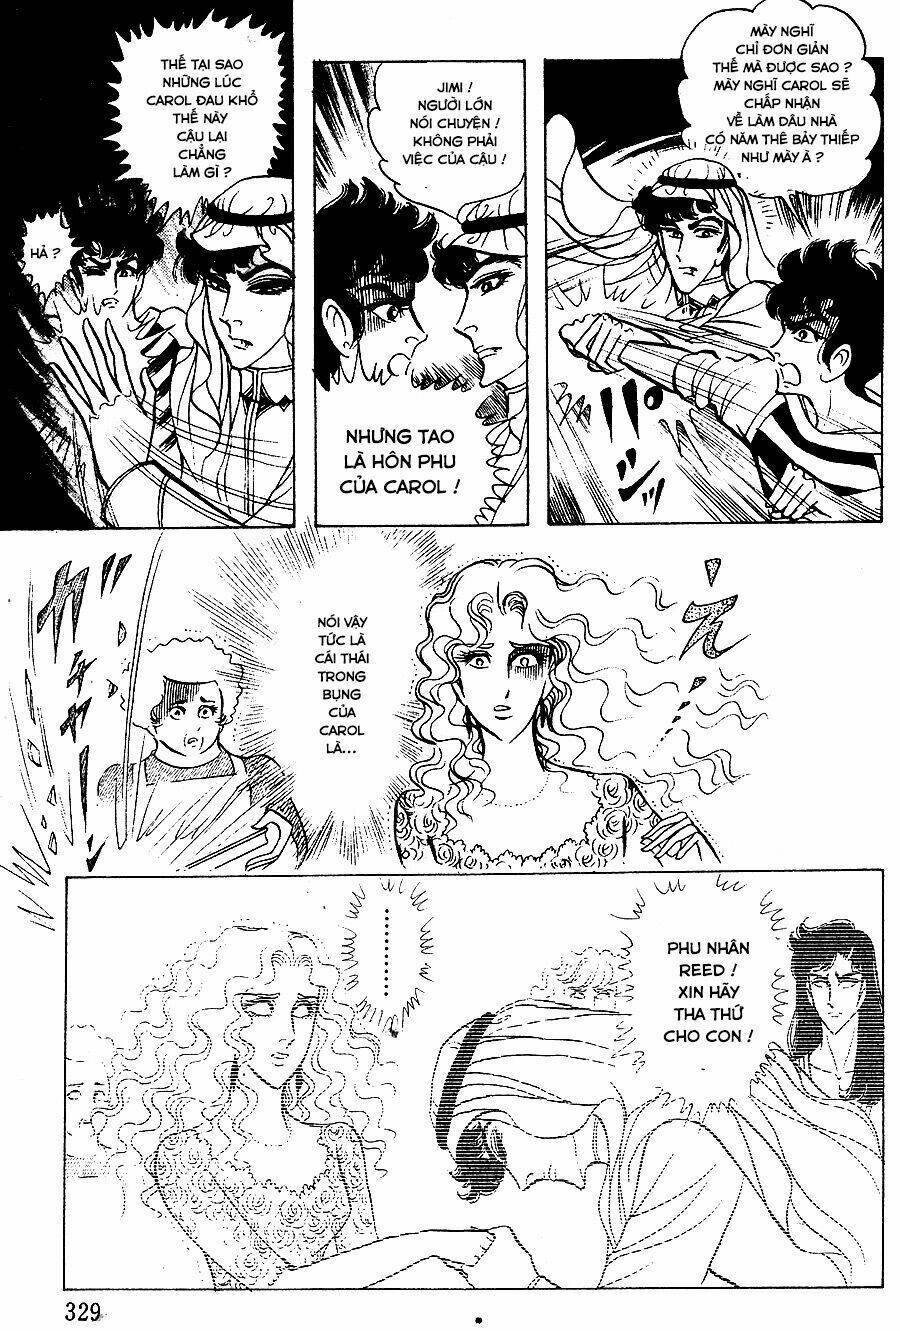 THẾ TẠI SAO
NHỮNG LÚC
CAROL ĐAU KHỔ
THẾ NÀY
CẬU LẠI
CHẲNG
LÀM GÌ ?
HẢ ?
JIMI !
NGƯỜI LỚN
NÓI CHUYỆN !
KHÔNG PHẢI
VIỆC CỦA CẬU !
NHƯNG TAO
LÀ HÔN PHU
CỦA CAROL !
MÀY NGHĨ
CHỈ ĐƠN GIẢN
THẾ MÀ ĐƯỢC SAO ?
MÀY NGHĨ CAROL SẼ
CHẤP NHẬN
VỀ LÀM DÂU NHÀ
CÓ NĂM THÊ BẢY THIẾP
NHƯ MÀY À ?
NÓI VẬY
TỨC LÀ
CÁI THAI
TRONG
BỤNG
CỦA
CAROL
LÀ...
PHU NHÂN
REED !
XIN HÃY
THA THỨ
CHO CON !
329